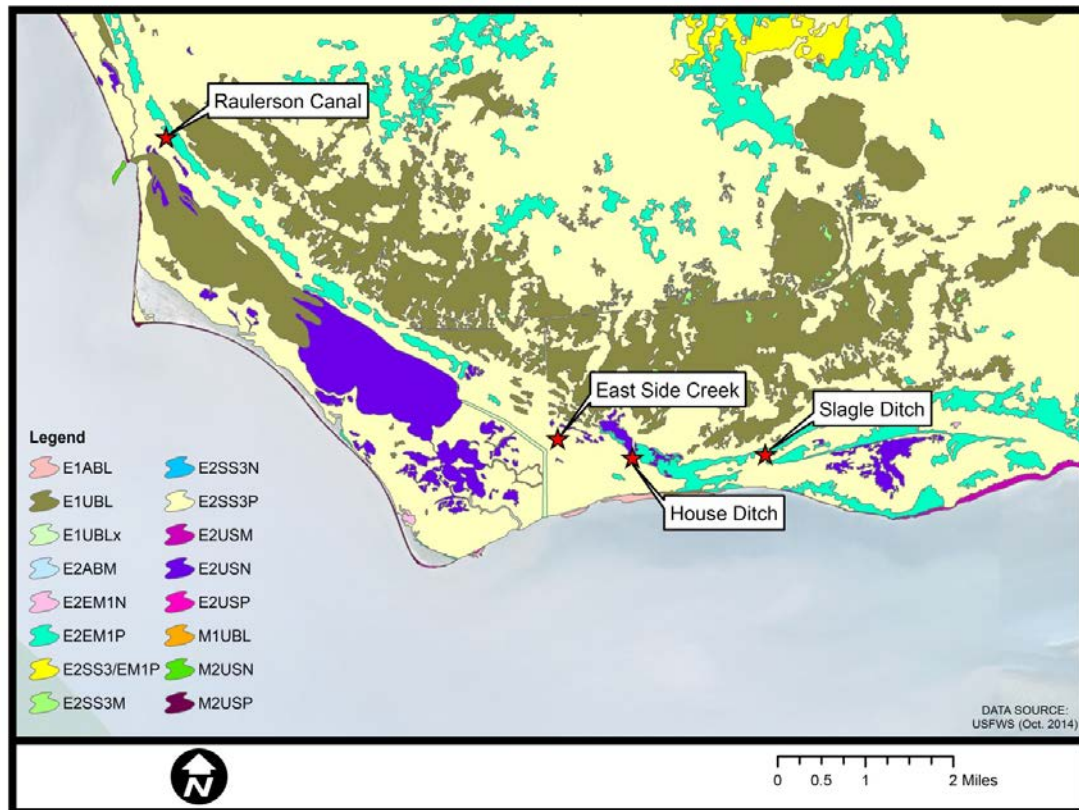 Raulerson Canal
East Side Creek
Slagle Ditch
House Ditch
Legend
E1ABL
E1UBL
E1UBLx
E2ABM
E2EM1N
E2EM1P
E2SS3/EM1P
E2SS3M
E2SS3N
E2SS3P
E2USM
E2USN
E2USP
M1UBL
M2USN
M2USP
DATA SOURCE:
USFWS (Oct. 2014)
N
0 0.5 1 2 Miles